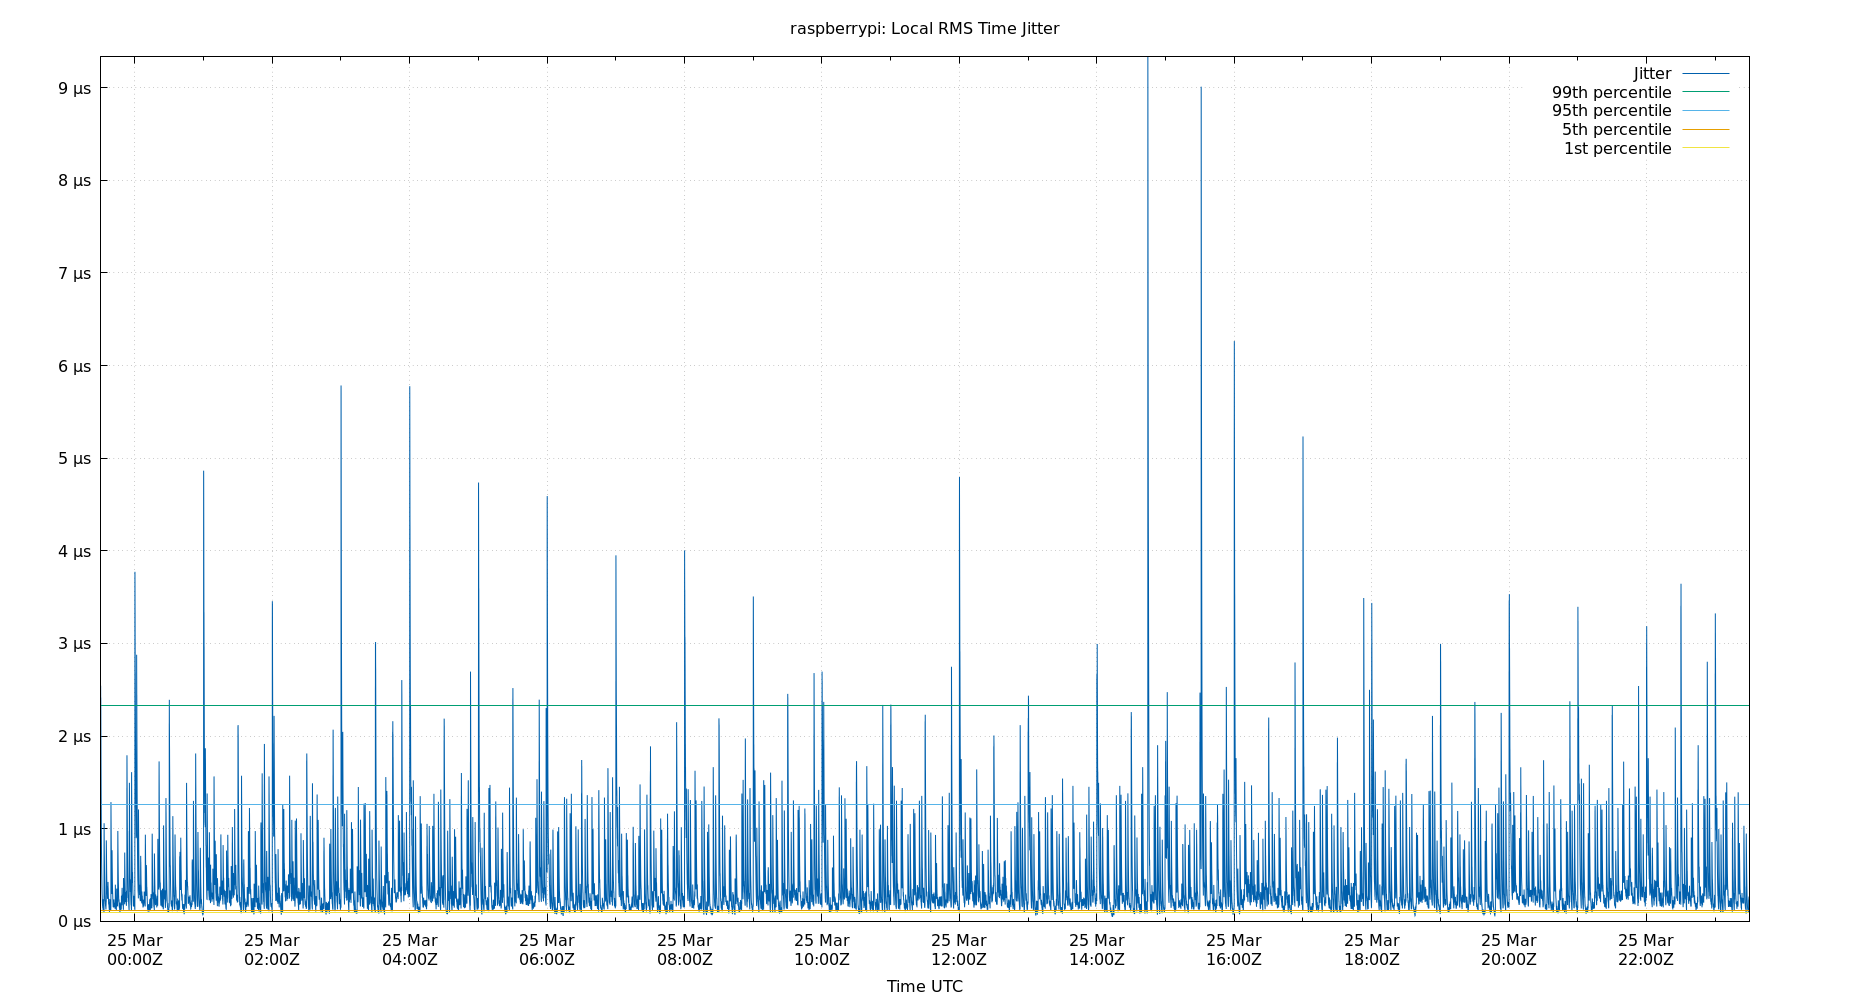 raspberrypi: Local RMS Time Jitter
Jitter
99th percentile
95th percentile
5th percentile
1st percentile
9 µs
8 µs
7 µs
6 µs
5 µs
4 µs
3 µs
2 µs
1 µs
0 µs
25 Mar 25 Mar 25 Mar 25 Mar 25 Mar 25 Mar 25 Mar 25 Mar 25 Mar 25 Mar 25 Mar 25 Mar
00:00Z 02:00Z 04:00Z 06:00Z 08:00Z 10:00Z 12:00Z 14:00Z 16:00Z 18:00Z 20:00Z 22:00Z
Time UTC